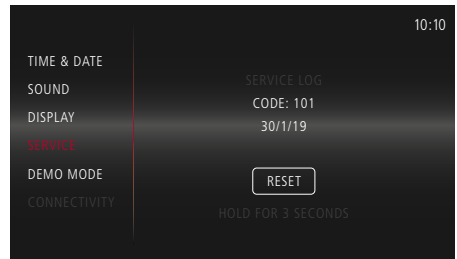 10:10
TIME & DATE
SOUND
DISPLAY
SERVICE
DEMO MODE
CONNECTIVITY
SERVICE LOG
CODE: 101
30/1/19
RESET
HOLD FOR 3 SECONDS